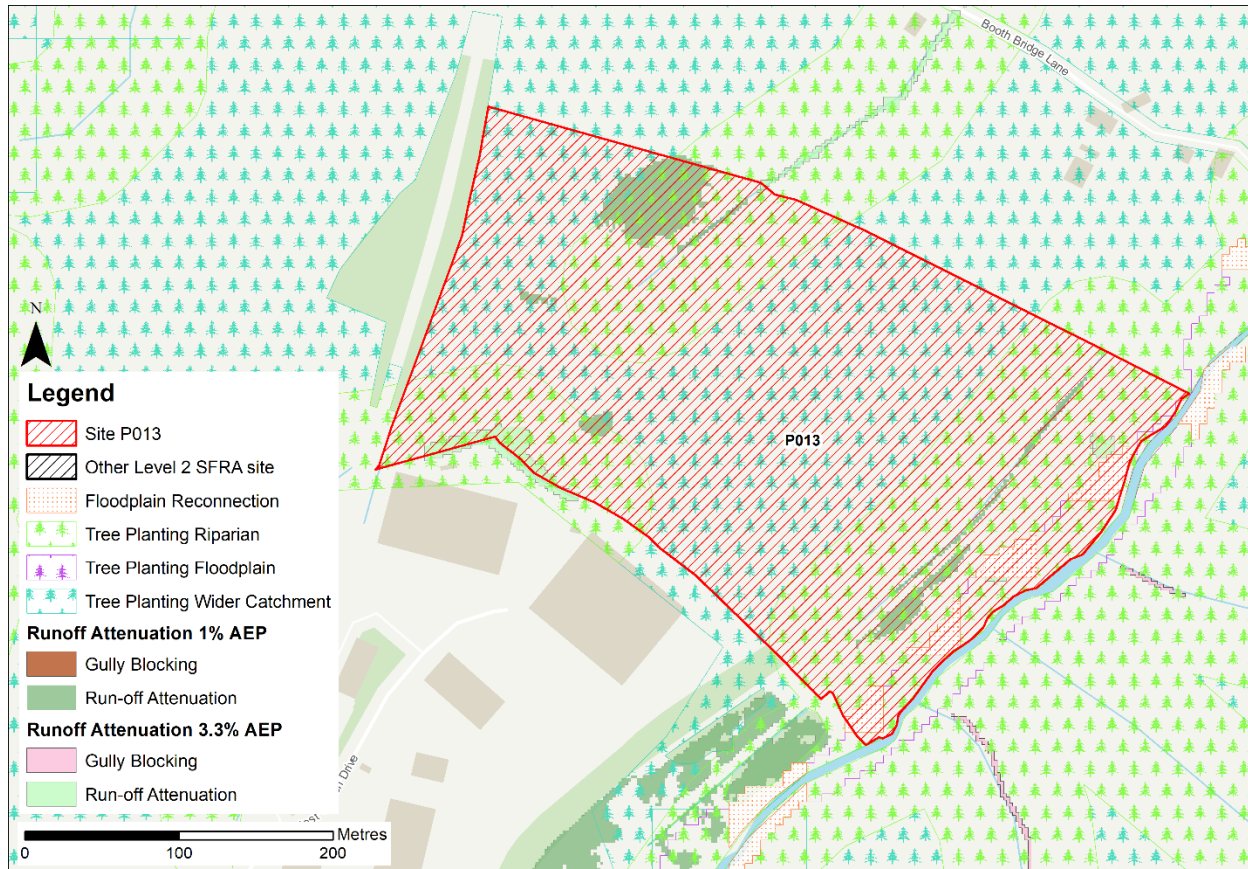 Booth Bridge Lane
N
P013
Legend
Site P013
Other Level 2 SFRA site
Floodplain Reconnection
Tree Planting Riparian
Tree Planting Floodplain
Tree Planting Wider Catchment
Runoff Attenuation 1% AEP
Gully Blocking
Run-off Attenuation
Runoff Attenuation 3.3% AEP
Gully Blocking
Run-off Attenuation
Drive
Metres
0 100 200